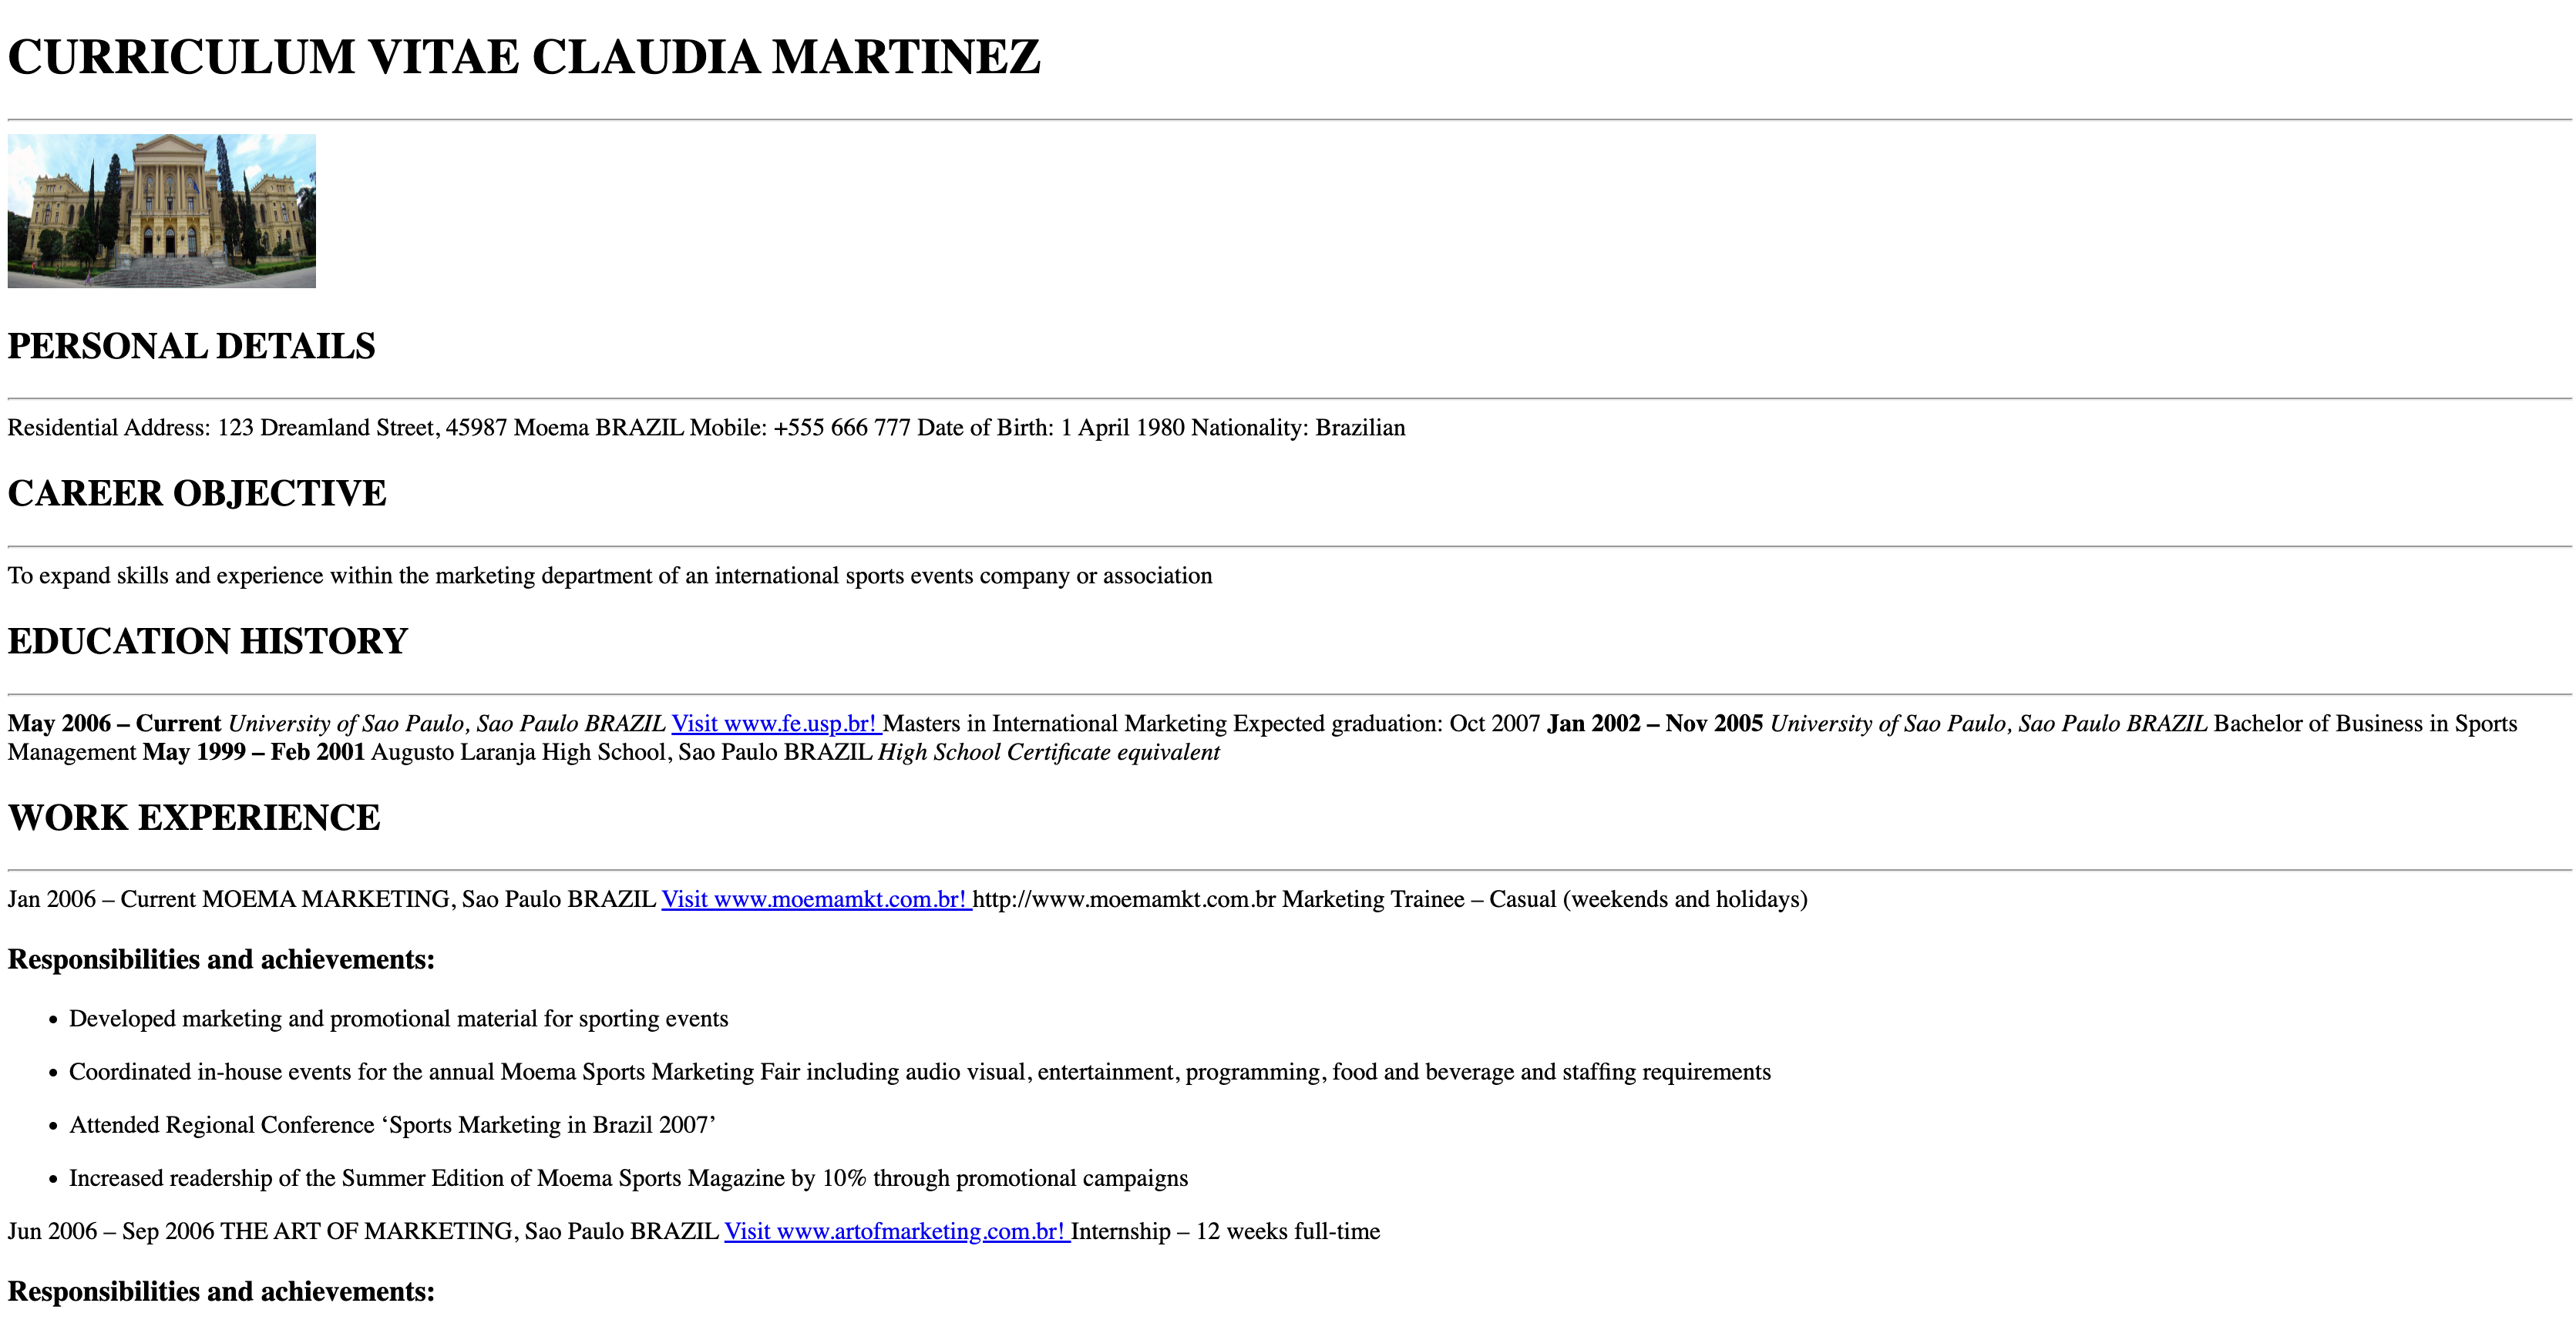 CURRICULUM VITAE CLAUDIA MARTINEZ
PERSONAL DETAILS
Residential Address: 123 Dreamland Street, 45987 Moema BRAZIL Mobile: +555 666 777 Date of Birth: 1 April 1980 Nationality: Brazilian
CAREER OBJECTIVE
To expand skills and experience within the marketing department of an international sports events company or association
EDUCATION HISTORY
May 2006 – Current University of Sao Paulo, Sao Paulo BRAZIL Visit www.fe.usp.br! Masters in International Marketing Expected graduation: Oct 2007 Jan 2002 – Nov 2005 University of Sao Paulo, Sao Paulo BRAZIL Bachelor of Business in Sports
Management May 1999 – Feb 2001 Augusto Laranja High School, Sao Paulo BRAZIL High School Certificate equivalent
WORK EXPERIENCE
Jan 2006 – Current MOEMA MARKETING, Sao Paulo BRAZIL Visit www.moemamkt.com.br! http://www.moemamkt.com.br Marketing Trainee – Casual (weekends and holidays)
Responsibilities and achievements:
• Developed marketing and promotional material for sporting events
• Coordinated in-house events for the annual Moema Sports Marketing Fair including audio visual, entertainment, programming, food and beverage and staffing requirements
• Attended Regional Conference ‘Sports Marketing in Brazil 2007’
• Increased readership of the Summer Edition of Moema Sports Magazine by 10% through promotional campaigns
Jun 2006 – Sep 2006 THE ART OF MARKETING, Sao Paulo BRAZIL Visit www.artofmarketing.com.br! Internship – 12 weeks full-time
Responsibilities and achievements: